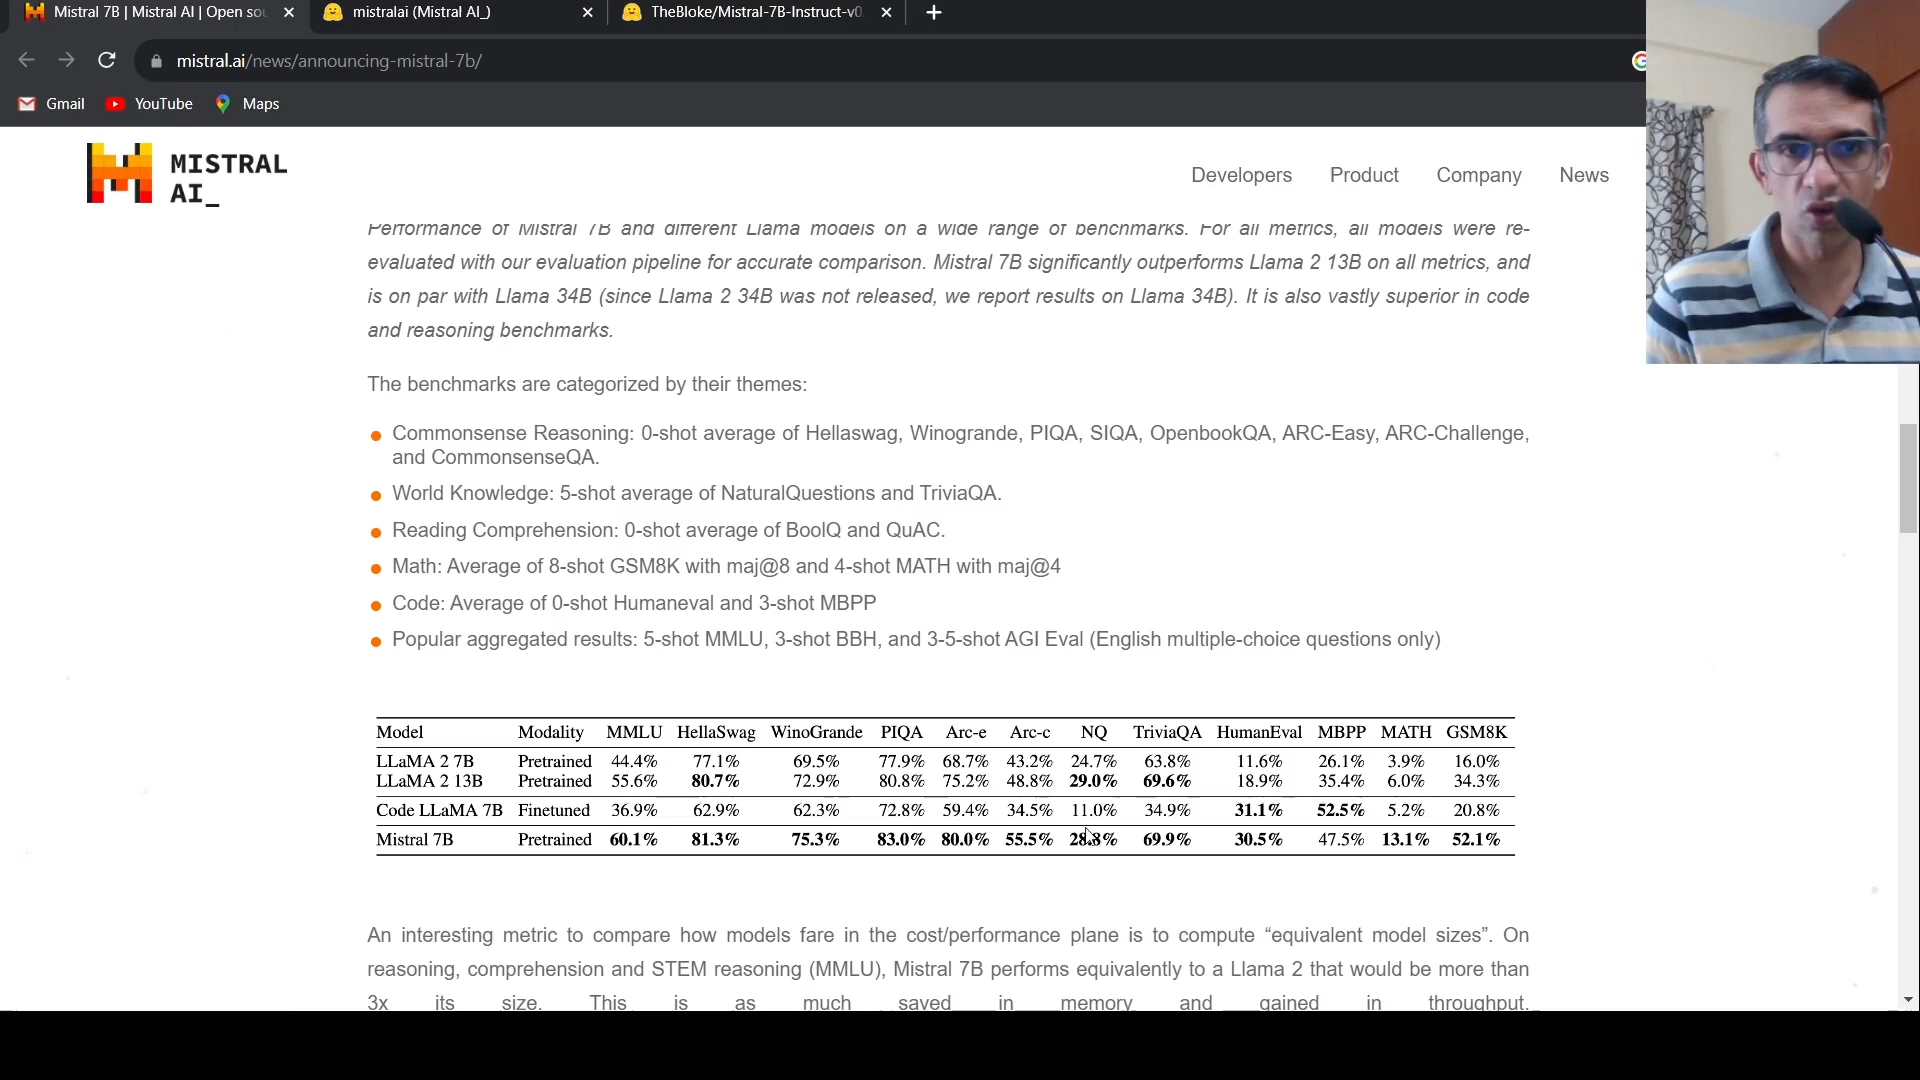 Mistral 7B | Mistral AI | Open sou
mistralai (Mistral AI_)
TheBloke/Mistral-7B-Instruct-v0.
mistral.ai/news/announcing-mistral-7b/
Gmail
YouTube
Maps
MISTRAL
AI_
Developers
Product
Company
News
Performance of Mistral 7B and different Llama models on a wide range of benchmarks. For all metrics, all models were re-
evaluated with our evaluation pipeline for accurate comparison. Mistral 7B significantly outperforms Llama 2 13B on all metrics, and
is on par with Llama 34B (since Llama 2 34B was not released, we report results on Llama 34B). It is also vastly superior in code
and reasoning benchmarks.
The benchmarks are categorized by their themes:
Commonsense Reasoning: 0-shot average of Hellaswag, Winogrande, PIQA, SIQA, OpenbookQA, ARC-Easy, ARC-Challenge,
and CommonsenseQA.
World Knowledge: 5-shot average of NaturalQuestions and TriviaQA.
Reading Comprehension: 0-shot average of BoolQ and QuAC.
Math: Average of 8-shot GSM8K with maj@8 and 4-shot MATH with maj@4
Code: Average of 0-shot Humaneval and 3-shot MBPP
Popular aggregated results: 5-shot MMLU, 3-shot BBH, and 3-5-shot AGI Eval (English multiple-choice questions only)
Model Modality MMLU HellaSwag WinoGrande PIQA Arc-e Arc-c NQ TriviaQA HumanEval MBPP MATH GSM8K
LLaMA 2 7B Pretrained 44.4% 77.1% 69.5% 77.9% 68.7% 43.2% 24.7% 63.8% 11.6% 26.1% 3.9% 16.0%
LLaMA 2 13B Pretrained 55.6% 80.7% 72.9% 80.8% 75.2% 48.8% 29.0% 69.6% 18.9% 35.4% 6.0% 34.3%
Code LLaMA 7B Finetuned 36.9% 62.9% 62.3% 72.8% 59.4% 34.5% 11.0% 34.9% 31.1% 52.5% 5.2% 20.8%
Mistral 7B Pretrained 60.1% 81.3% 75.3% 83.0% 80.0% 55.5% 28.8% 69.9% 30.5% 47.5% 13.1% 52.1%
An interesting metric to compare how models fare in the cost/performance plane is to compute “equivalent model sizes”. On
reasoning, comprehension and STEM reasoning (MMLU), Mistral 7B performs equivalently to a Llama 2 that would be more than
3x its size. This is as much saved in memory and gained in throughput.